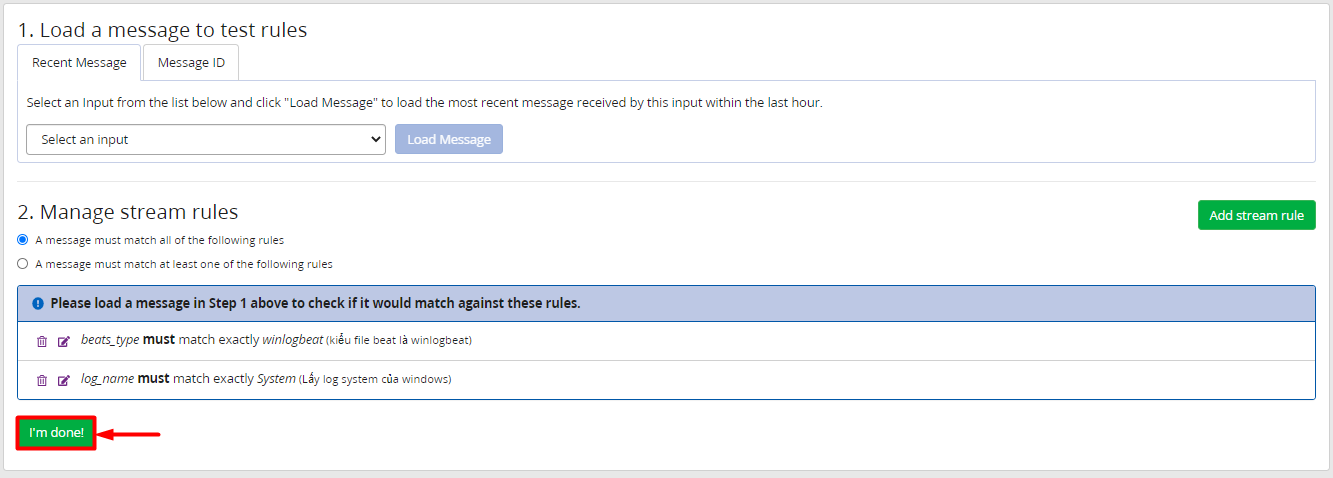 1. Load a message to test rules
Recent Message
Message ID
Select an Input from the list below and click "Load Message" to load the most recent message received by this input within the last hour.
Select an input
Load Message
2. Manage stream rules
Add stream rule
A message must match all of the following rules
A message must match at least one of the following rules
Please load a message in Step 1 above to check if it would match against these rules.
beats_type must match exactly winlogbeat (kiểu file beat là winlogbeat)
log_name must match exactly System (Lấy log system của windows)
I'm done!